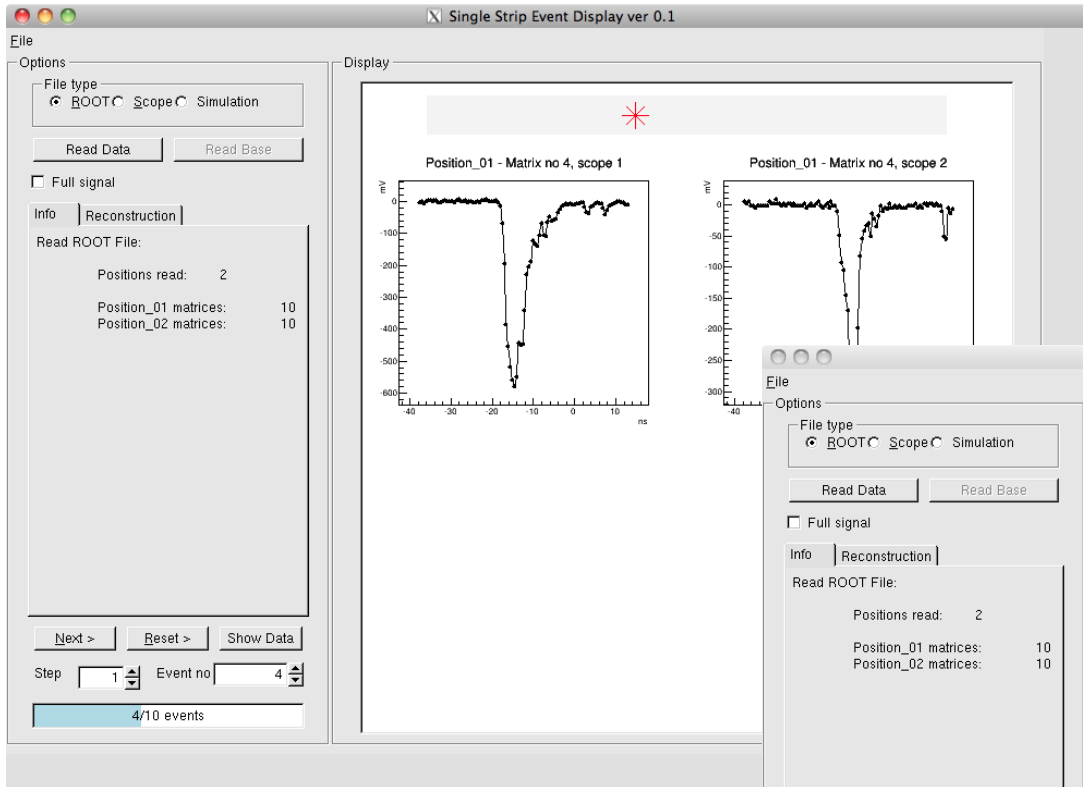 X Single Strip Event Display ver 0.1
File
Options
File type
ROOT Scope Simulation
Read Data Read Base
Full signal
Info Reconstruction
Read ROOT File:
Positions read: 2
Position_01 matrices: 10
Position_02 matrices: 10
Next > Reset > Show Data
Step 1 Event no 4
4/10 events
Display
Position_01 - Matrix no 4, scope 1
mV
0
-100
-200
-300
-400
-500
-600
-40 -30 -20 -10 0 10
ns
Position_01 - Matrix no 4, scope 2
mV
0
-50
-100
-150
-200
-250
-300
-40
File
Options
File type
ROOT Scope Simulation
Read Data Read Base
Full signal
Info Reconstruction
Read ROOT File:
Positions read: 2
Position_01 matrices: 10
Position_02 matrices: 10